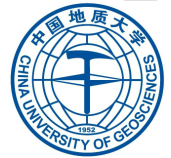 中国地质大学
CHINA UNIVERSITY OF GEOSCIENCES
1952